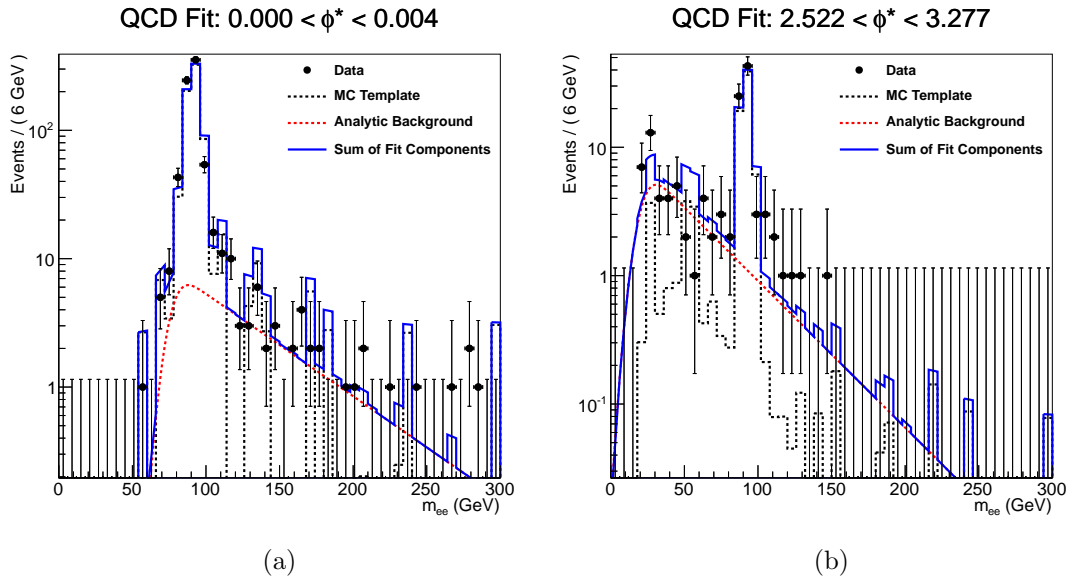 QCD Fit: 0.000 < ϕ* < 0.004
Events / ( 6 GeV )
10²
10
1
Data
MC Template
Analytic Background
Sum of Fit Components
0 50 100 150 200 250 300
m_ee (GeV)
(a)
QCD Fit: 2.522 < ϕ* < 3.277
Events / ( 6 GeV )
10
1
10⁻¹
Data
MC Template
Analytic Background
Sum of Fit Components
0 50 100 150 200 250 300
m_ee (GeV)
(b)